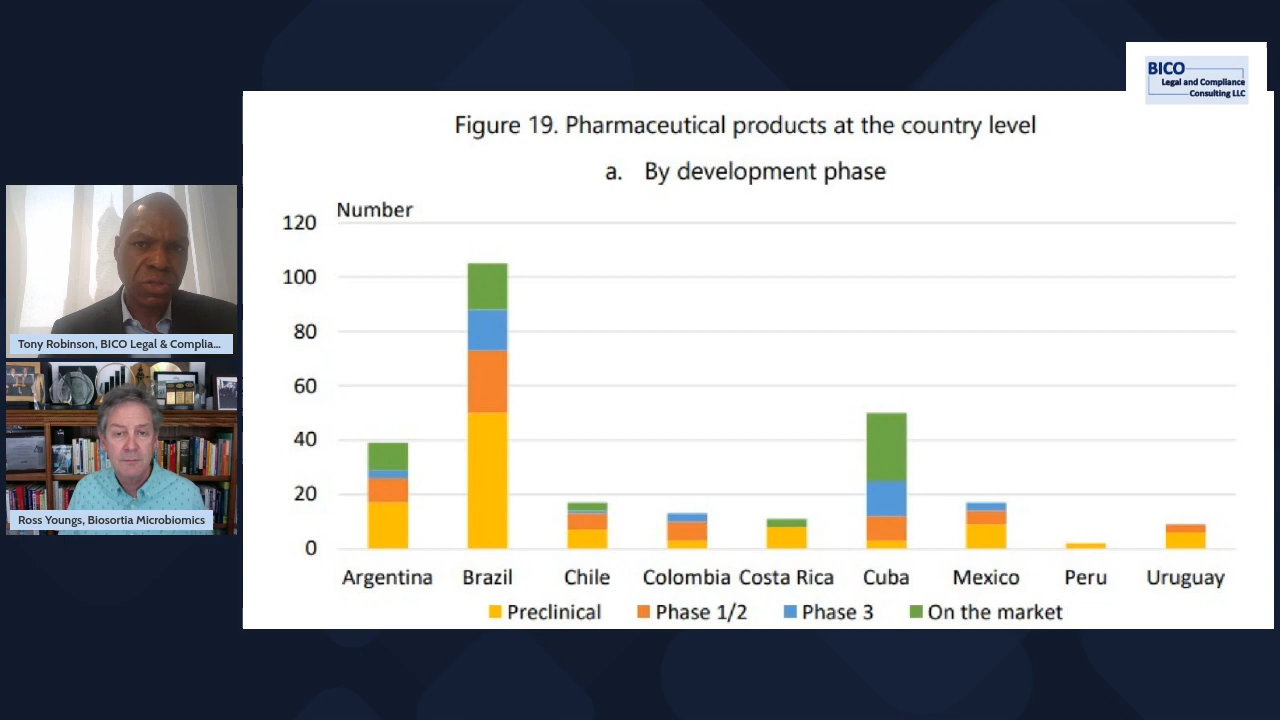 BICO
Legal and Compliance
Consulting LLC
Figure 19. Pharmaceutical products at the country level
a. By development phase
Number
120
100
80
60
40
20
0
Argentina Brazil Chile Colombia Costa Rica Cuba Mexico Peru Uruguay
Preclinical Phase 1/2 Phase 3 On the market
Tony Robinson, BICO Legal & Complia...
Ross Youngs, Biosortia Microbiomics